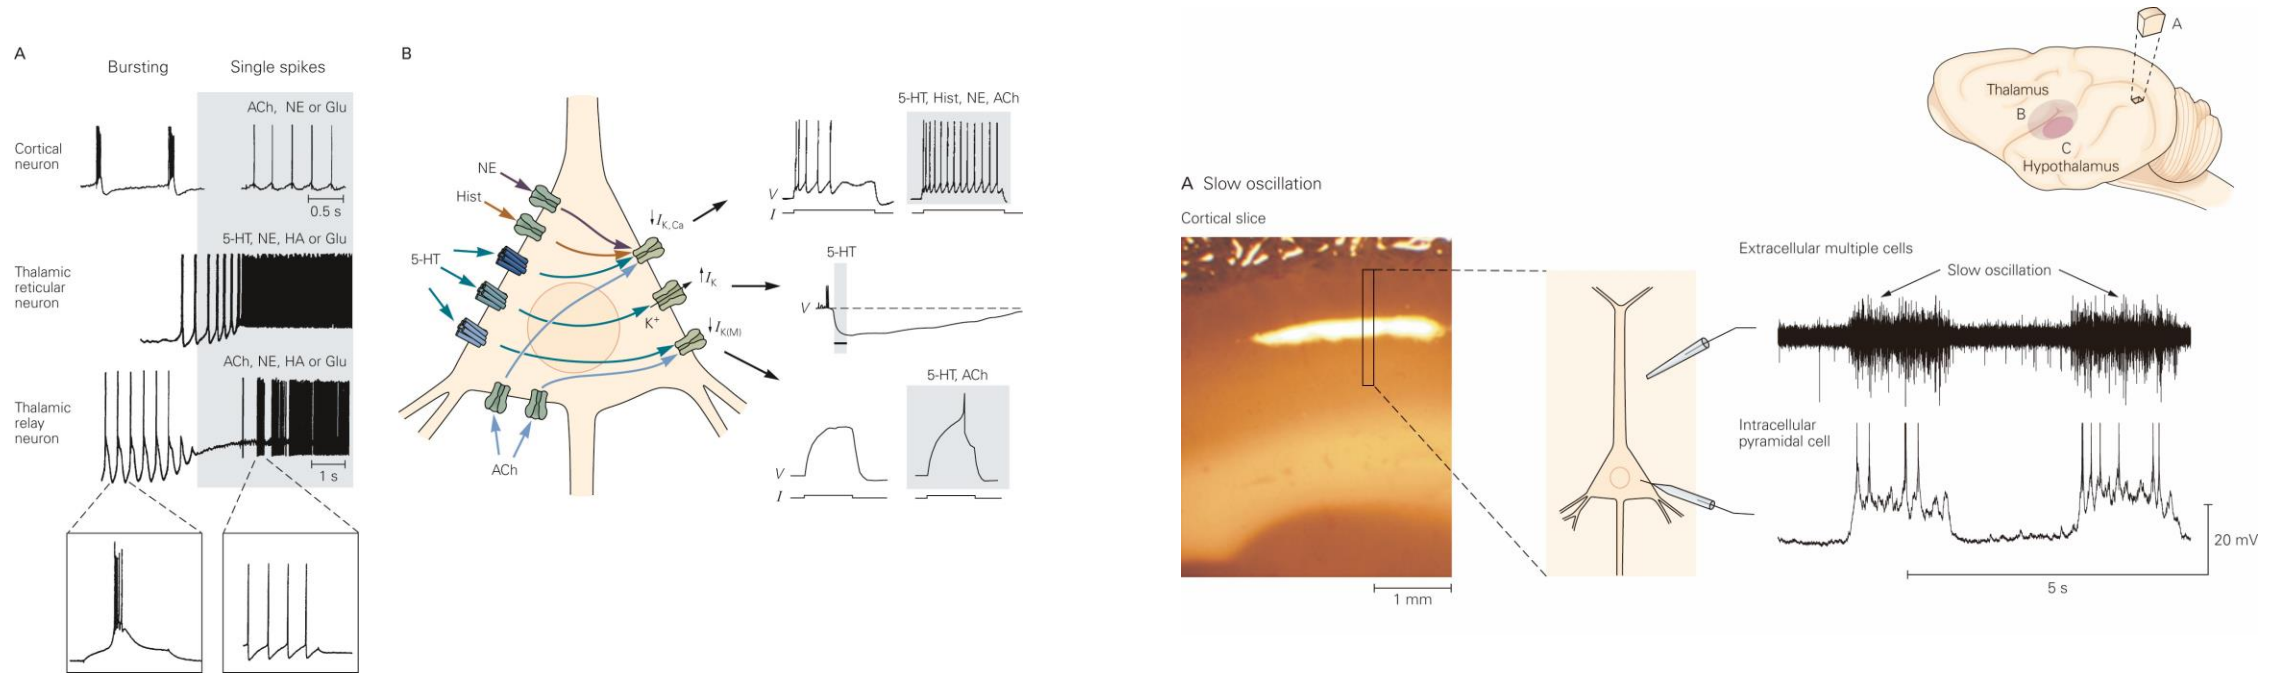 A
Bursting
Single spikes
ACh, NE or Glu
Cortical
neuron
0.5 s
5-HT, NE, HA or Glu
Thalamic
reticular
neuron
ACh, NE, HA or Glu
Thalamic
relay
neuron
1 s
B
NE
Hist
5-HT
ACh
↓IK,Ca
↑IK
K+
↓IK(M)
5-HT, Hist, NE, ACh
V
I
5-HT
V
5-HT, ACh
V
I
A
Thalamus
B
C
Hypothalamus
A Slow oscillation
Cortical slice
1 mm
Extracellular multiple cells
Slow oscillation
Intracellular
pyramidal cell
20 mV
5 s